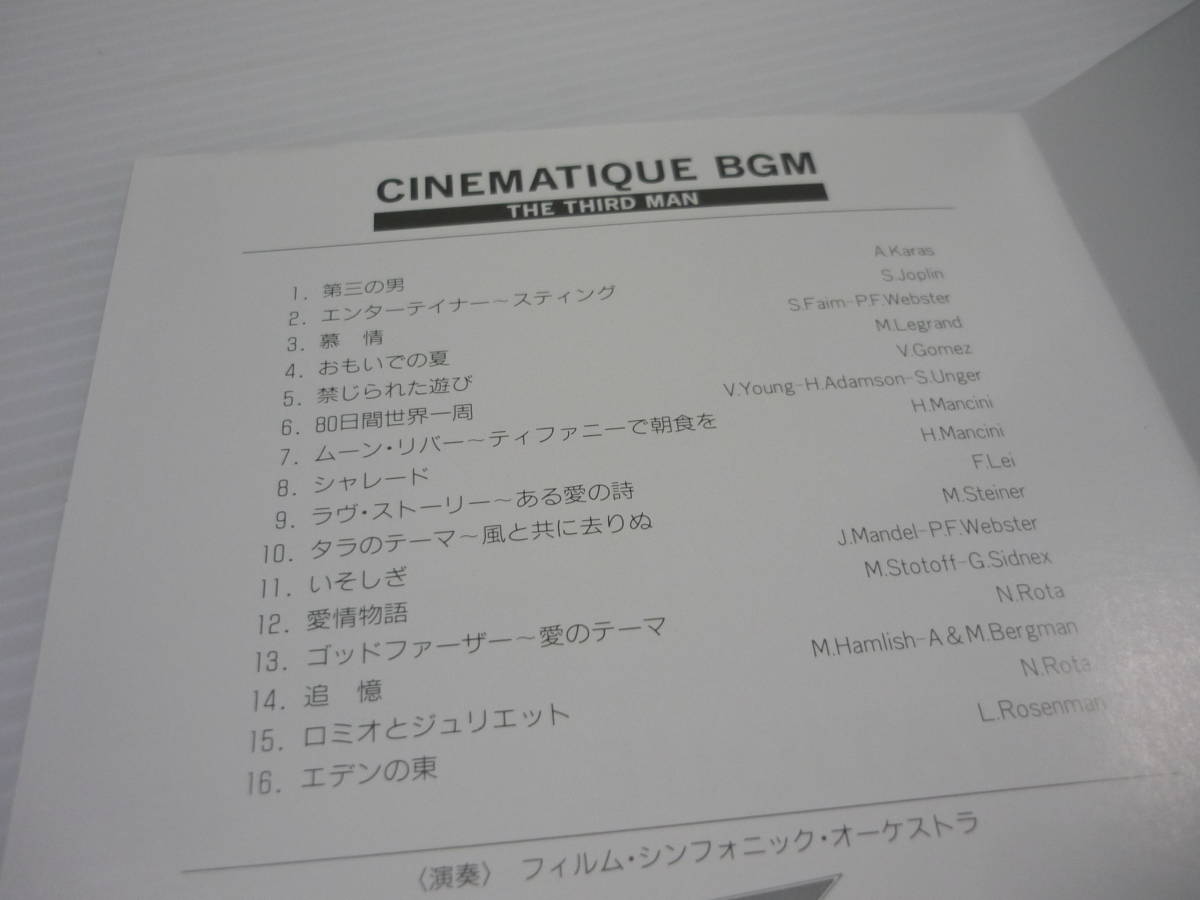 CINEMATIQUE BGM
THE THIRD MAN
1. 第三の男 A.Karas
2. エンターテイナー～スティング S.Joplin
3. 慕 情 S.Faim-P.F.Webster
4. おもいでの夏 M.Legrand
5. 禁じられた遊び V.Gomez
6. 80日間世界一周 V.Young-H.Adamson-S.Unger
7. ムーン・リバー～ティファニーで朝食を H.Mancini
8. シャレード H.Mancini
9. ラヴ・ストーリー～ある愛の詩 F.Lei
10. タラのテーマ～風と共に去りぬ M.Steiner
11. いそしぎ J.Mandel-P.F.Webster
12. 愛情物語 M.Stotoff-G.Sidnex
13. ゴッドファーザー～愛のテーマ N.Rota
14. 追 憶 M.Hamlish-A & M.Bergman
15. ロミオとジュリエット N.Rota
16. エデンの東 L.Rosenman
〈演奏〉 フィルム・シンフォニック・オーケストラ